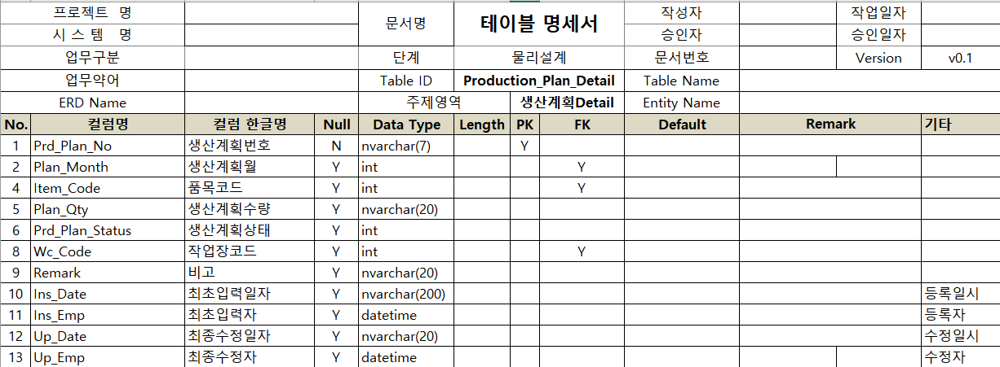 프로젝트 명 문서명 테이블 명세서 작성자 작업일자
시 스 템 명 승인자 승인일자
업무구분 단계 물리설계 문서번호 Version v0.1
업무약어 Table ID Production_Plan_Detail Table Name
ERD Name 주제영역 생산계획Detail Entity Name
No. 컬럼명 컬럼 한글명 Null Data Type Length PK FK Default Remark 기타
1 Prd_Plan_No 생산계획번호 N nvarchar(7) Y
2 Plan_Month 생산계획월 Y int Y
4 Item_Code 품목코드 Y int Y
5 Plan_Qty 생산계획수량 Y nvarchar(20)
6 Prd_Plan_Status 생산계획상태 Y int
8 Wc_Code 작업장코드 Y int Y
9 Remark 비고 Y nvarchar(20)
10 Ins_Date 최초입력일자 Y nvarchar(200) 등록일시
11 Ins_Emp 최초입력자 Y datetime 등록자
12 Up_Date 최종수정일자 Y nvarchar(20) 수정일시
13 Up_Emp 최종수정자 Y datetime 수정자